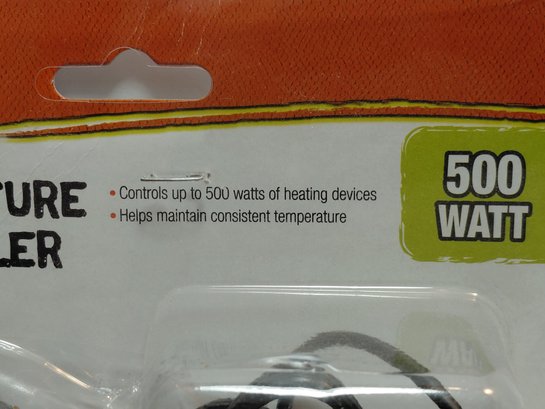 TURE
LER
• Controls up to 500 watts of heating devices
• Helps maintain consistent temperature
500
WATT